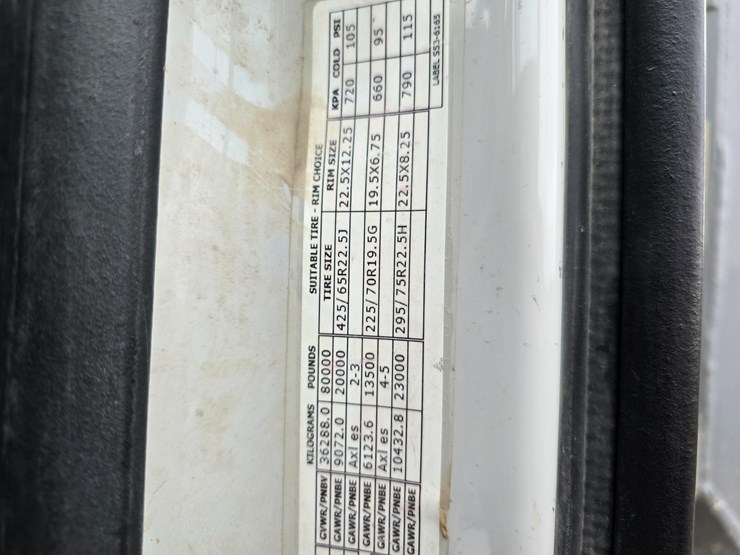 KILOGRAMS POUNDS SUITABLE TIRE - RIM CHOICE
GVWR/PNBV 36288.0 80000 TIRE SIZE RIM SIZE KPA COLD PSI
GAWR/PNBE 9072.0 20000 425/65R22.5J 22.5X12.25 720 105
GAWR/PNBE Axles 2-3
GAWR/PNBE 6123.6 13500 225/70R19.5G 19.5X6.75 660 95
GAWR/PNBE Axles 4-5
GAWR/PNBE 10432.8 23000 295/75R22.5H 22.5X8.25 790 115
GAWR/PNBE
LABEL S53-6165